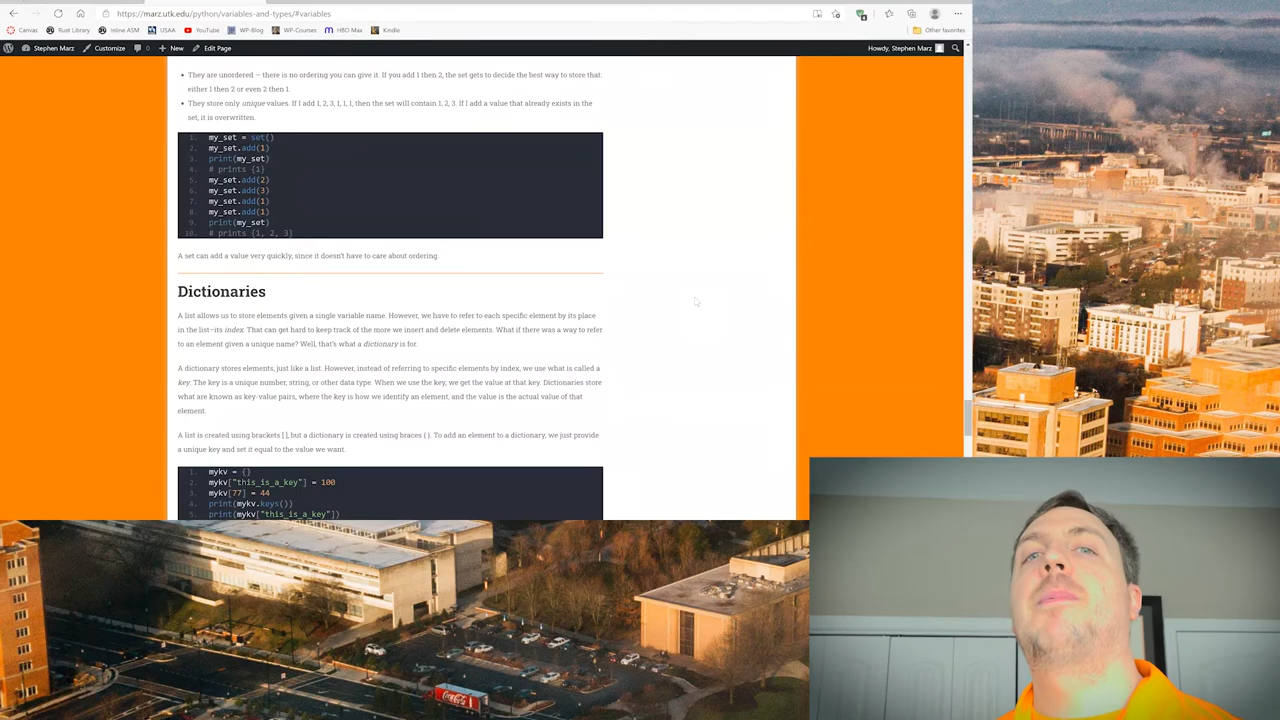 https://marz.utk.edu/python/variables-and-types/#variables
Canvas Rust Library Inline ASM USAA YouTube WP-Blog WP-Courses HBO Max Kindle Other favorites
Stephen Marz Customize 0 New Edit Page Howdy, Stephen Marz
They are unordered — there is no ordering you can give it. If you add 1 then 2, the set gets to decide the best way to store that:
either 1 then 2 or even 2 then 1.
They store only unique values. If I add 1, 2, 3, 1, 1, 1, then the set will contain 1, 2, 3. If I add a value that already exists in the
set, it is overwritten.
1. my_set = set()
2. my_set.add(1)
3. print(my_set)
4. # prints {1}
5. my_set.add(2)
6. my_set.add(3)
7. my_set.add(1)
8. my_set.add(1)
9. print(my_set)
10. # prints {1, 2, 3}
A set can add a value very quickly, since it doesn't have to care about ordering.
Dictionaries
A list allows us to store elements given a single variable name. However, we have to refer to each specific element by its place
in the list–its index. That can get hard to keep track of the more we insert and delete elements. What if there was a way to refer
to an element given a unique name? Well, that's what a dictionary is for.
A dictionary stores elements, just like a list. However, instead of referring to specific elements by index, we use what is called a
key. The key is a unique number, string, or other data type. When we use the key, we get the value at that key. Dictionaries store
what are known as key-value pairs, where the key is how we identify an element, and the value is the actual value of that
element.
A list is created using brackets [ ], but a dictionary is created using braces { }. To add an element to a dictionary, we just provide
a unique key and set it equal to the value we want.
1. mykv = {}
2. mykv["this_is_a_key"] = 100
3. mykv[77] = 44
4. print(mykv.keys())
5. print(mykv["this_is_a_key"])
Coca-Cola